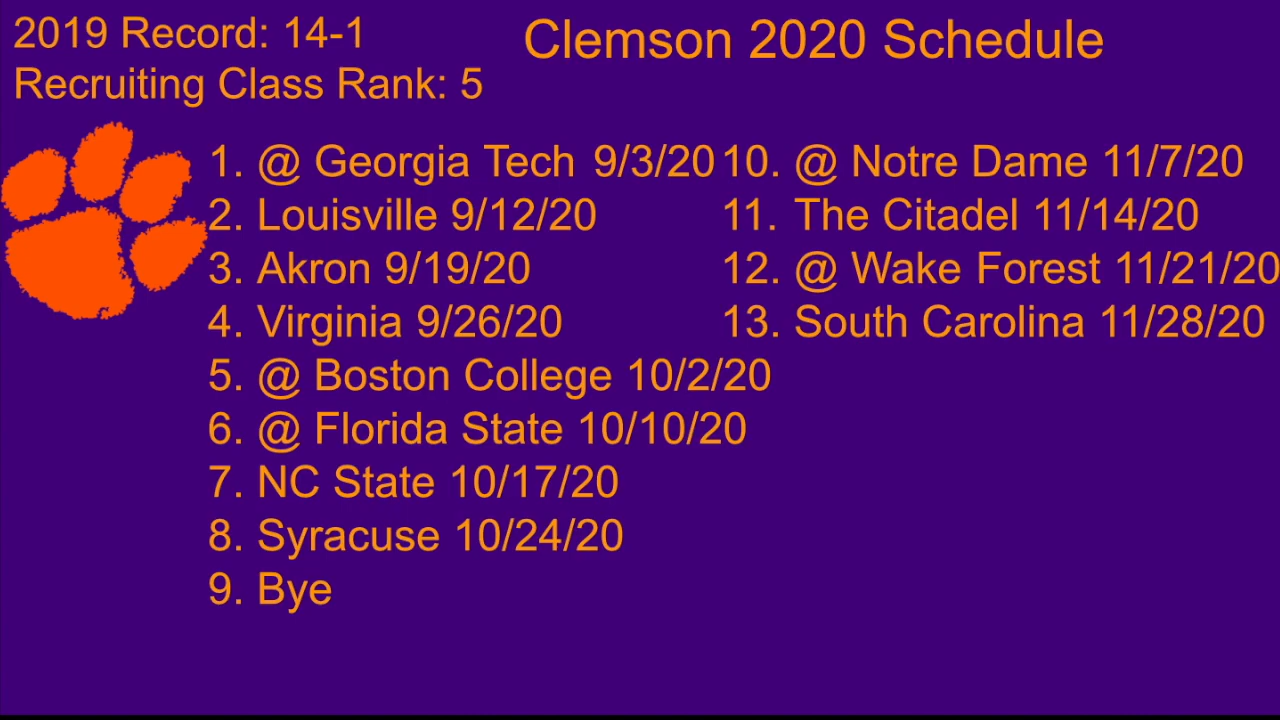 2019 Record: 14-1
Recruiting Class Rank: 5
Clemson 2020 Schedule
1. @ Georgia Tech 9/3/20
2. Louisville 9/12/20
3. Akron 9/19/20
4. Virginia 9/26/20
5. @ Boston College 10/2/20
6. @ Florida State 10/10/20
7. NC State 10/17/20
8. Syracuse 10/24/20
9. Bye
10. @ Notre Dame 11/7/20
11. The Citadel 11/14/20
12. @ Wake Forest 11/21/20
13. South Carolina 11/28/20